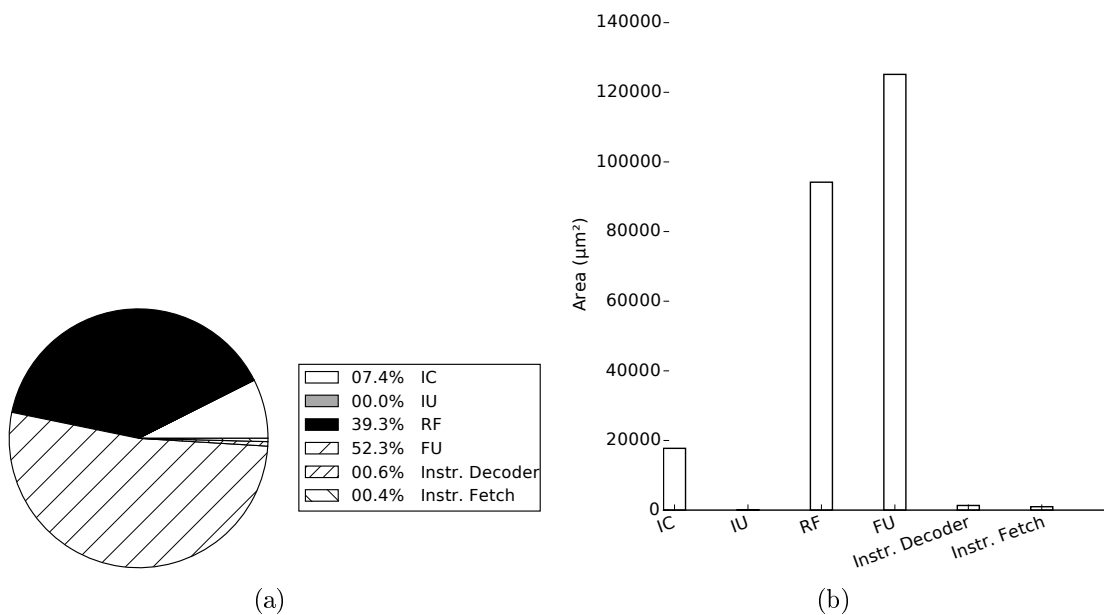 07.4% IC
00.0% IU
39.3% RF
52.3% FU
00.6% Instr. Decoder
00.4% Instr. Fetch
(a)
140000
120000
100000
80000
60000
40000
20000
0
Area (μm²)
IC
IU
RF
FU
Instr. Decoder
Instr. Fetch
(b)